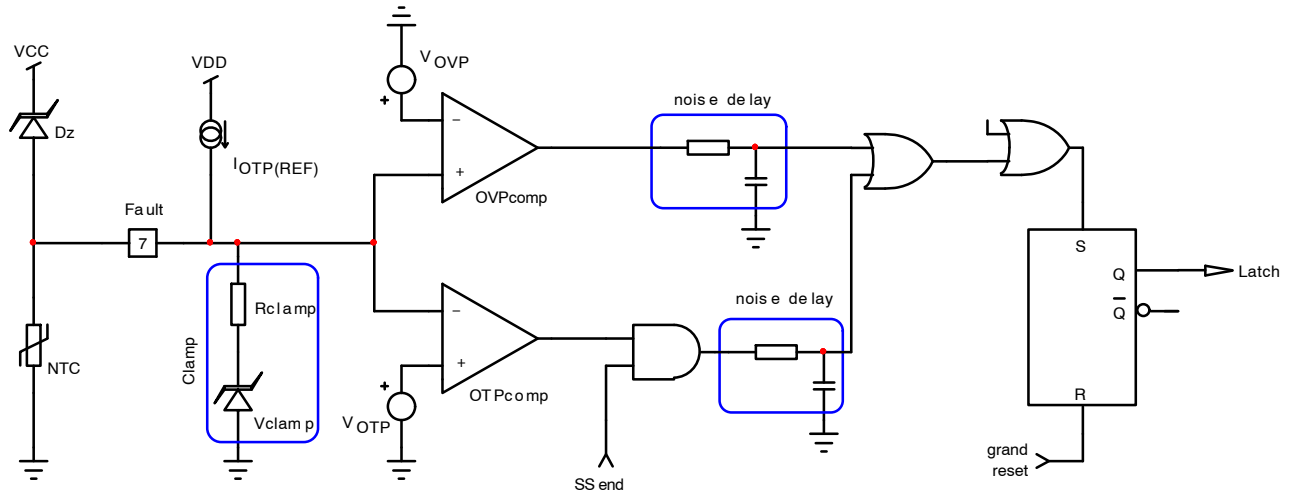 VCC
Dz
VDD
I OTP(REF)
Fault
7
NTC
Clamp
Rclamp
Vclamp
V OVP
+
−
+
OVPcomp
−
+
OTPcomp
+
V OTP
SS end
noise delay
noise delay
S
Q
Q
R
Latch
grand
reset